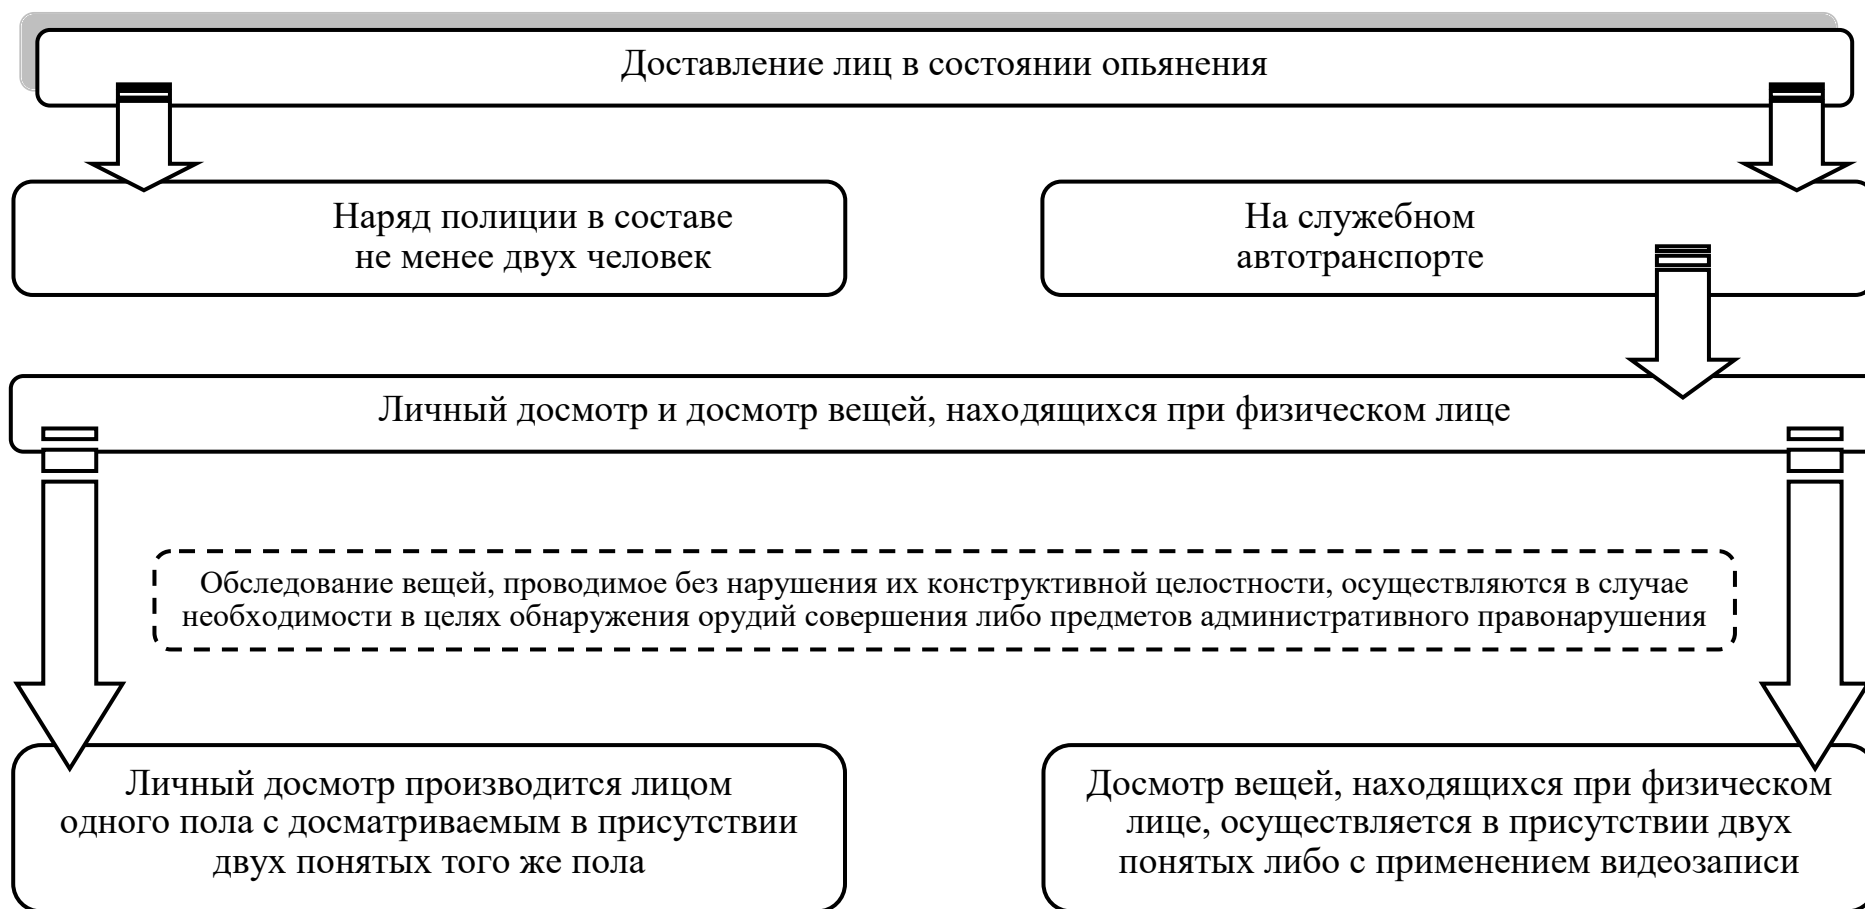 Доставление лиц в состоянии опьянения
Наряд полиции в составе
не менее двух человек
На служебном
автотранспорте
Личный досмотр и досмотр вещей, находящихся при физическом лице
Обследование вещей, проводимое без нарушения их конструктивной целостности, осуществляются в случае
необходимости в целях обнаружения орудий совершения либо предметов административного правонарушения
Личный досмотр производится лицом
одного пола с досматриваемым в присутствии
двух понятых того же пола
Досмотр вещей, находящихся при физическом
лице, осуществляется в присутствии двух
понятых либо с применением видеозаписи